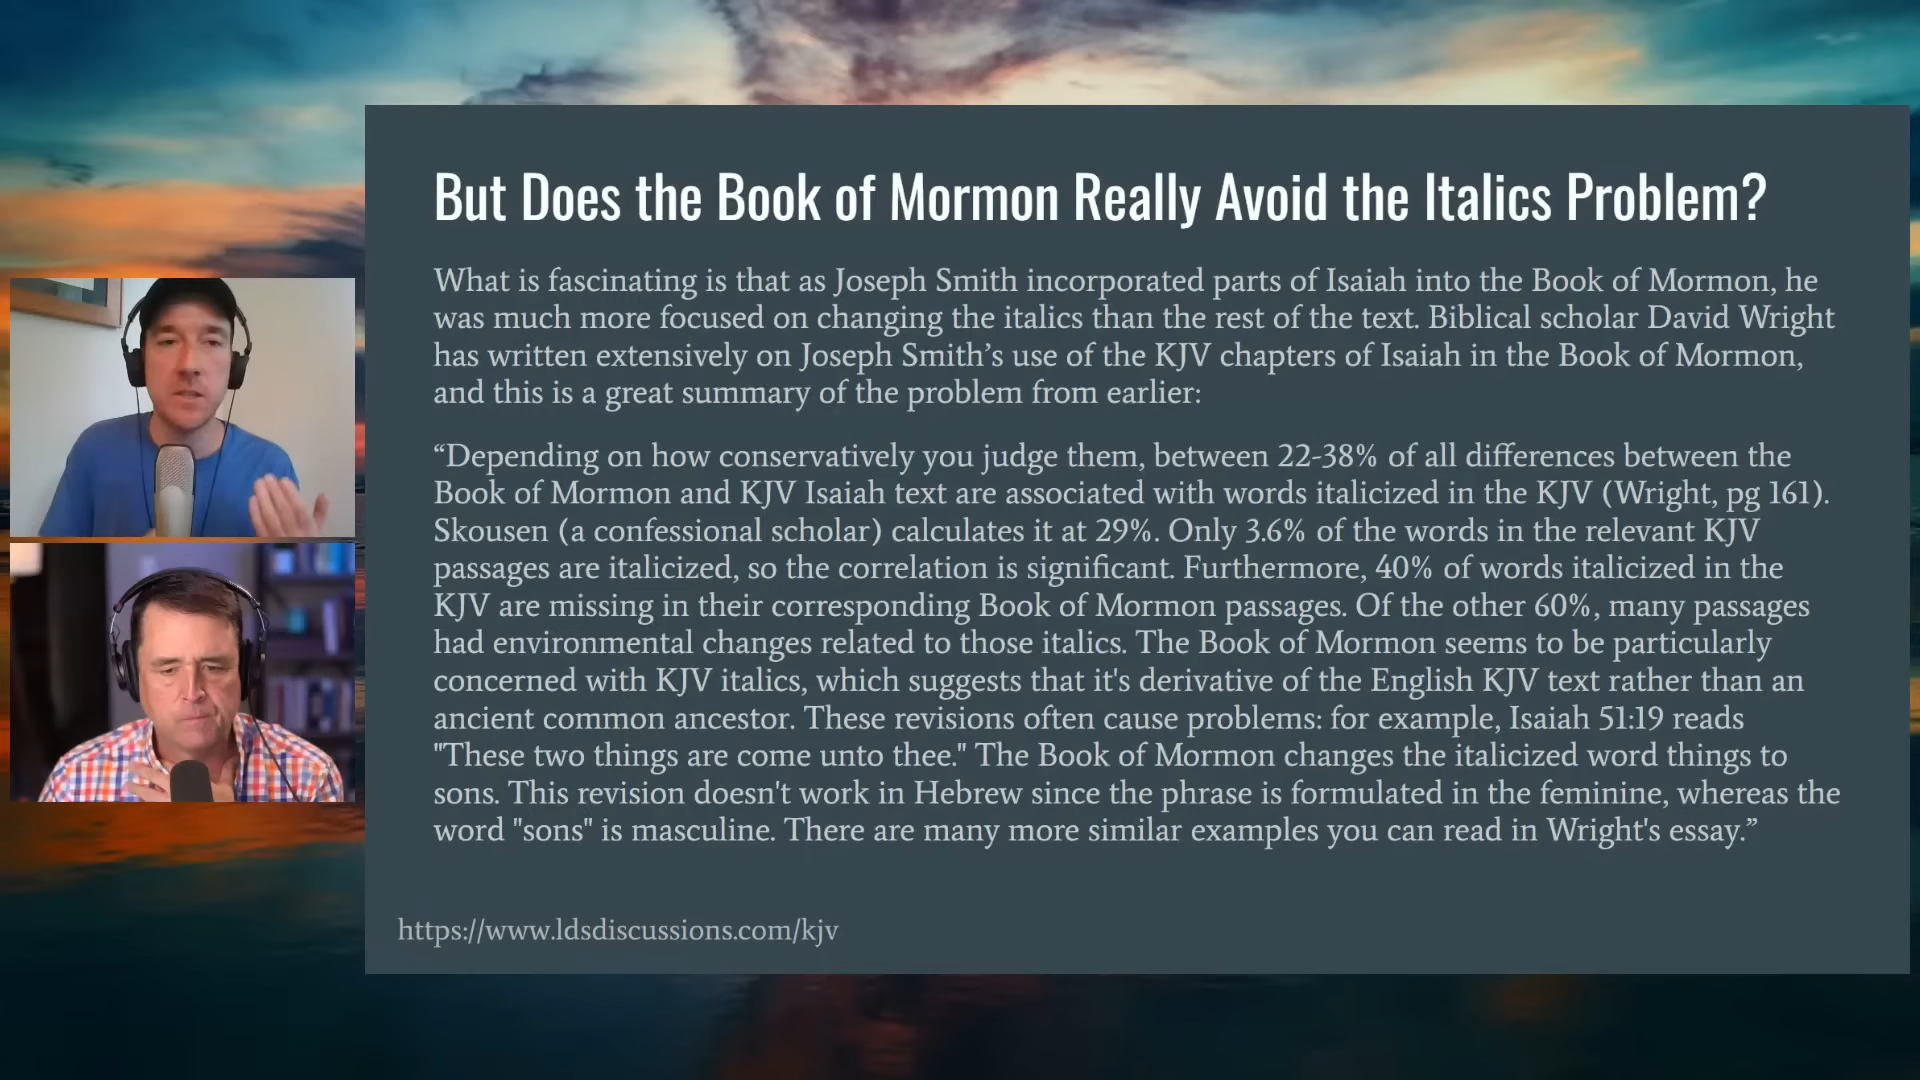 But Does the Book of Mormon Really Avoid the Italics Problem?
What is fascinating is that as Joseph Smith incorporated parts of Isaiah into the Book of Mormon, he
was much more focused on changing the italics than the rest of the text. Biblical scholar David Wright
has written extensively on Joseph Smith’s use of the KJV chapters of Isaiah in the Book of Mormon,
and this is a great summary of the problem from earlier:
“Depending on how conservatively you judge them, between 22-38% of all differences between the
Book of Mormon and KJV Isaiah text are associated with words italicized in the KJV (Wright, pg 161).
Skousen (a confessional scholar) calculates it at 29%. Only 3.6% of the words in the relevant KJV
passages are italicized, so the correlation is significant. Furthermore, 40% of words italicized in the
KJV are missing in their corresponding Book of Mormon passages. Of the other 60%, many passages
had environmental changes related to those italics. The Book of Mormon seems to be particularly
concerned with KJV italics, which suggests that it's derivative of the English KJV text rather than an
ancient common ancestor. These revisions often cause problems: for example, Isaiah 51:19 reads
"These two things are come unto thee." The Book of Mormon changes the italicized word things to
sons. This revision doesn't work in Hebrew since the phrase is formulated in the feminine, whereas the
word "sons" is masculine. There are many more similar examples you can read in Wright's essay.”
https://www.ldsdiscussions.com/kjv